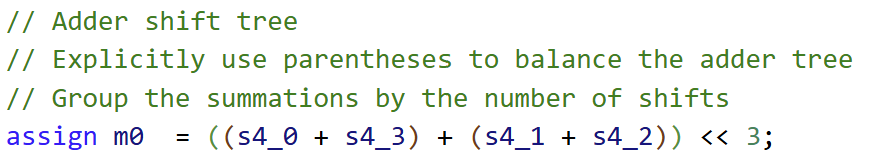 // Adder shift tree
// Explicitly use parentheses to balance the adder tree
// Group the summations by the number of shifts
assign m0  = ((s4_0 + s4_3) + (s4_1 + s4_2)) << 3;